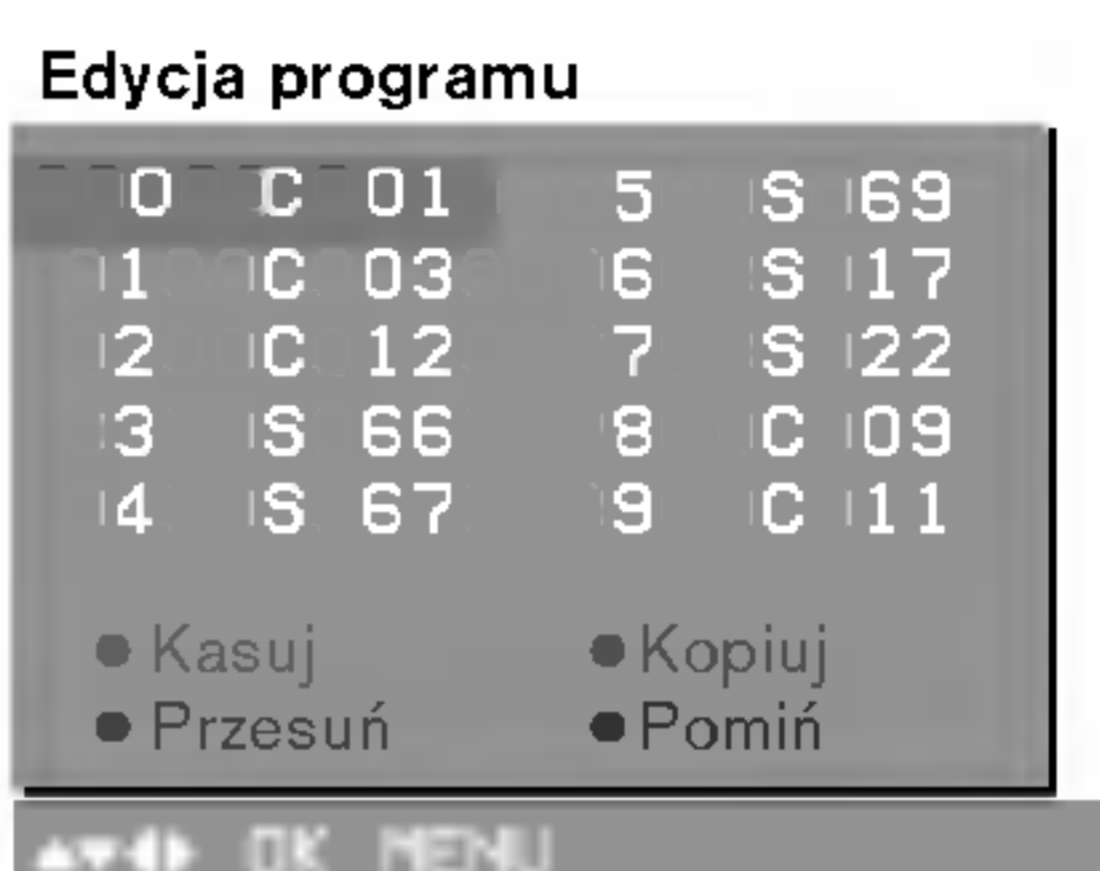 Edycja programu
0 C 01 5 S 69
1 C 03 6 S 17
2 C 12 7 S 22
3 S 66 8 C 09
4 S 67 9 C 11
Kasuj Kopiuj
Przesuń Pomiń
OK MENU